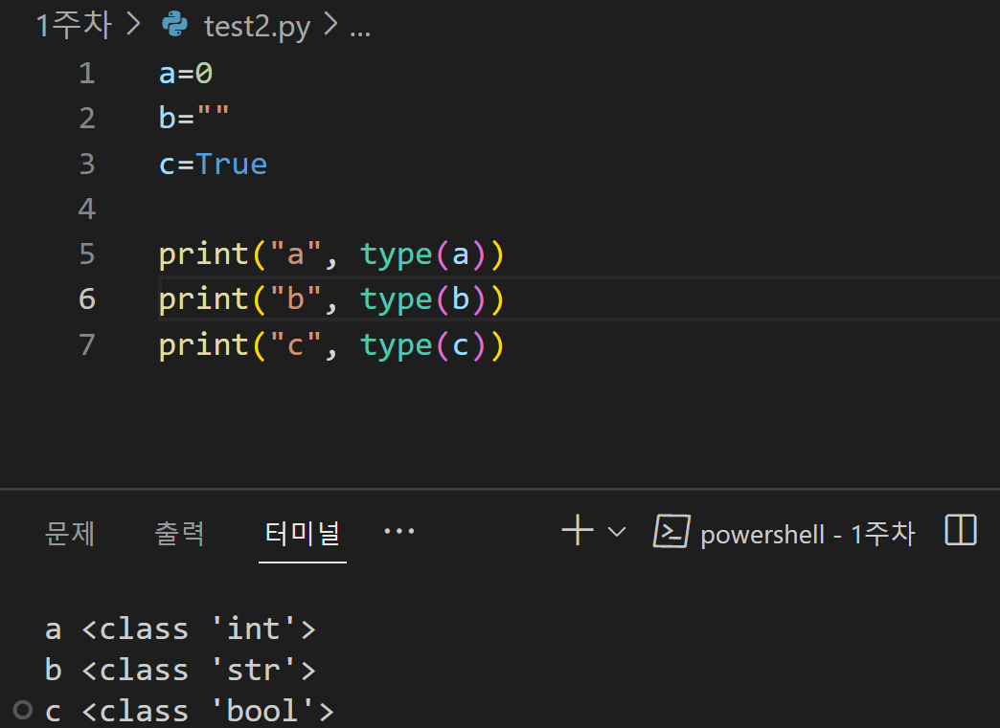 1주차 > test2.py > ...
1 a=0
2 b=""
3 c=True
4
5 print("a", type(a))
6 print("b", type(b))
7 print("c", type(c))
문제 출력 터미널 ··· powershell - 1주차
a <class 'int'>
b <class 'str'>
c <class 'bool'>